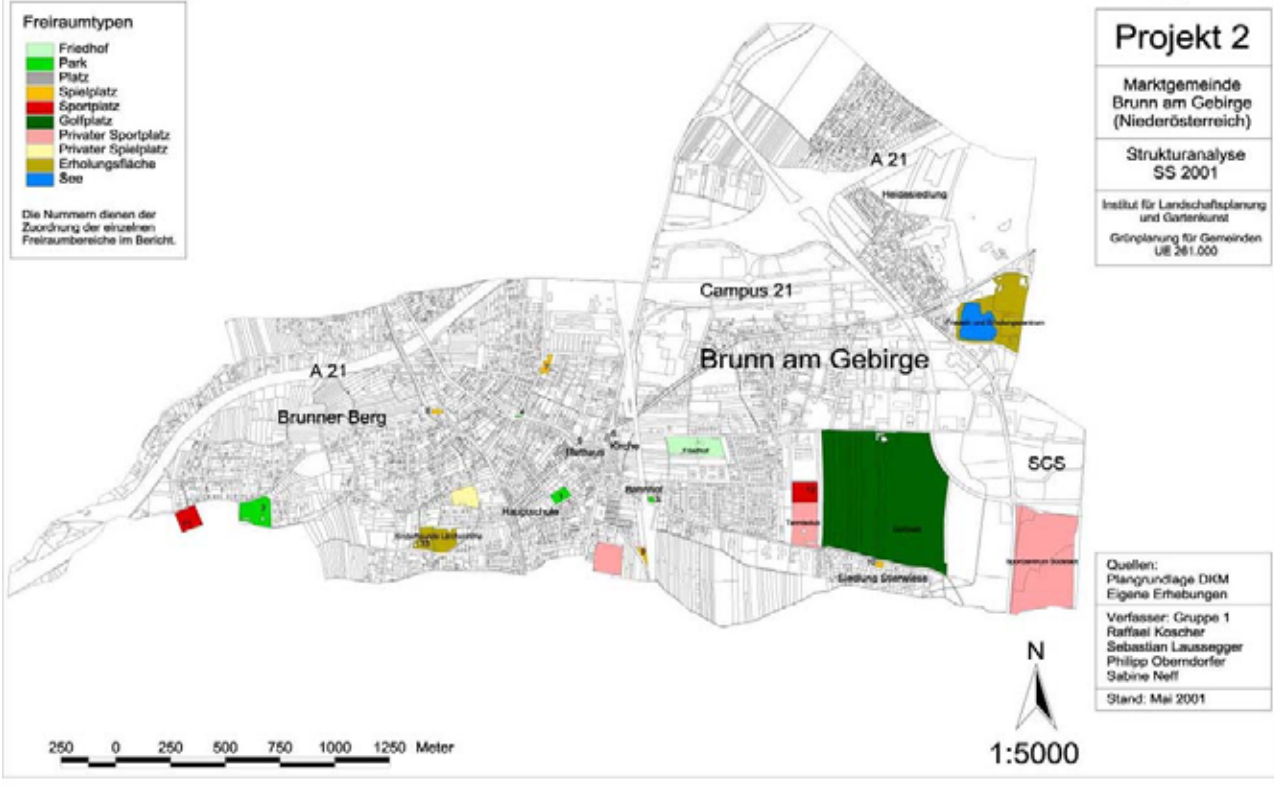 Freiraumtypen
Friedhof
Park
Platz
Spielplatz
Sportplatz
Golfplatz
Privater Sportplatz
Privater Spielplatz
Erholungsfläche
See
Die Nummern dienen der
Zuordnung der einzelnen
Freiraumbereiche im Bericht.
Projekt 2
Marktgemeinde
Brunn am Gebirge
(Niederösterreich)
Strukturanalyse
SS 2001
Institut für Landschaftsplanung
und Gartenkunst
Grünplanung für Gemeinden
UE 261.000
A 21
Heidesiedlung
Campus 21
Brunn am Gebirge
A 21
Brunner Berg
Kirche
Rathaus
Friedhof
SCS
Bahnhof
Hauptschule
Siedlung Bierwiese
Quellen:
Plangrundlage DKM
Eigene Erhebungen
Verfasser: Gruppe 1
Raffael Koscher
Sebastian Laussegger
Philipp Oberndorfer
Sabine Neff
Stand: Mai 2001
N
1:5000
250 0 250 500 750 1000 1250 Meter